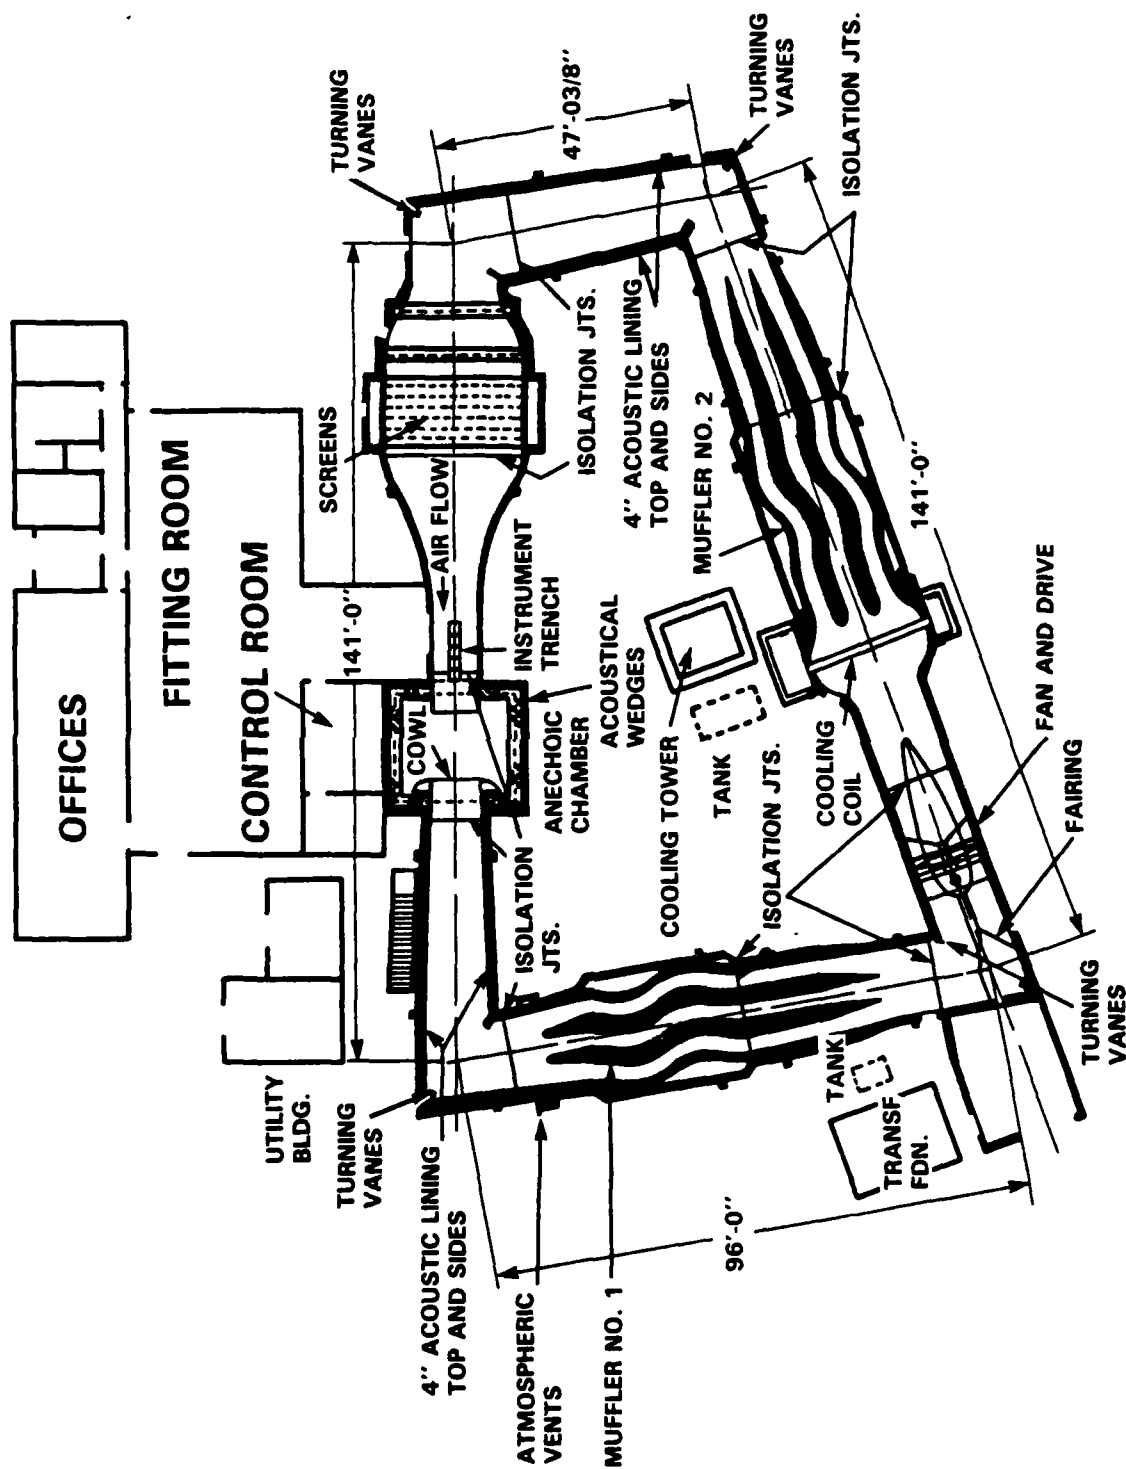 OFFICES
FITTING ROOM
CONTROL ROOM
UTILITY
BLDG.
TURNING
VANES
141'-0"
SCREENS
TURNING
VANES
4" ACOUSTIC LINING
TOP AND SIDES
COWL
AIR FLOW
ATMOSPHERIC
VENTS
ISOLATION
JTS.
ANECHOIC
CHAMBER
INSTRUMENT
TRENCH
ACOUSTICAL
WEDGES
ISOLATION JTS.
47'-03/8"
MUFFLER NO. 1
4" ACOUSTIC LINING
TOP AND SIDES
COOLING TOWER
MUFFLER NO. 2
TANK
TURNING
VANES
96'-0"
ISOLATION JTS.
COOLING
COIL
ISOLATION JTS.
TANK
TRANSF
FDN.
141'-0"
FAN AND DRIVE
FAIRING
TURNING
VANES